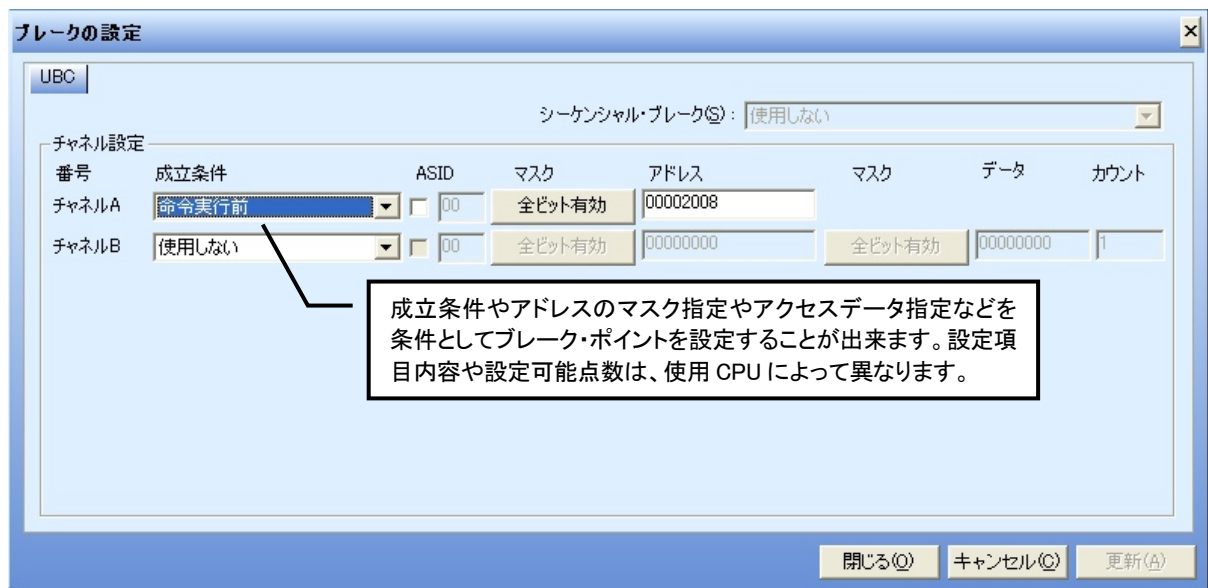 ブレークの設定
UBC
シーケンシャル・ブレーク(S): 使用しない
チャネル設定
番号 成立条件 ASID マスク アドレス マスク データ カウント
チャネルA 命令実行前 00 全ビット有効 00002008
チャネルB 使用しない 00 全ビット有効 00000000 全ビット有効 00000000 1
成立条件やアドレスのマスク指定やアクセスデータ指定などを
条件としてブレーク・ポイントを設定することが出来ます。設定項
目内容や設定可能点数は、使用 CPU によって異なります。
閉じる(O) キャンセル(C) 更新(A)